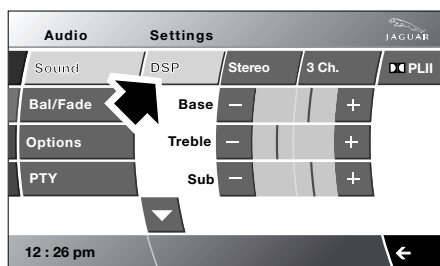 Audio Settings
JAGUAR
Sound DSP Stereo 3 Ch. PLII
Bal/Fade Base − +
Options Treble − +
PTY Sub − +
12 : 26 pm